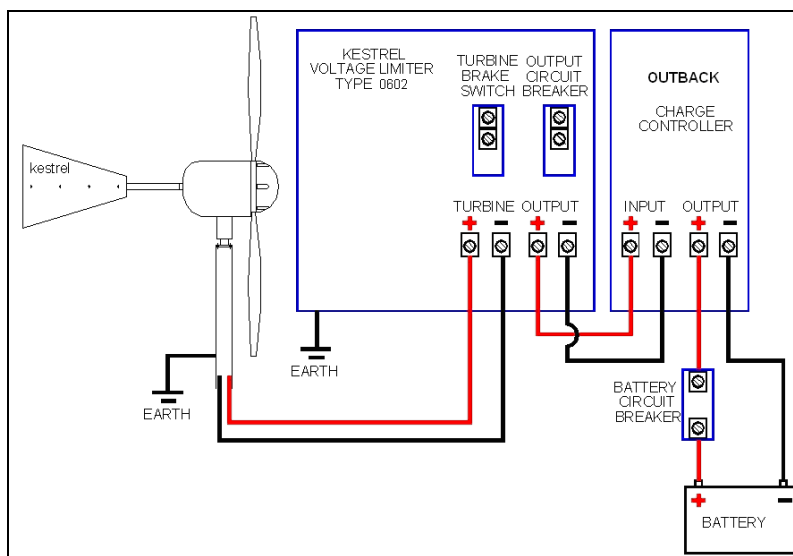 kestrel
KESTREL
VOLTAGE LIMITER
TYPE 0602
TURBINE
BRAKE
SWITCH
OUTPUT
CIRCUIT
BREAKER
TURBINE OUTPUT
+ − + −
OUTBACK
CHARGE
CONTROLLER
INPUT OUTPUT
+ − + −
EARTH
EARTH
BATTERY
CIRCUIT
BREAKER
+ −
BATTERY